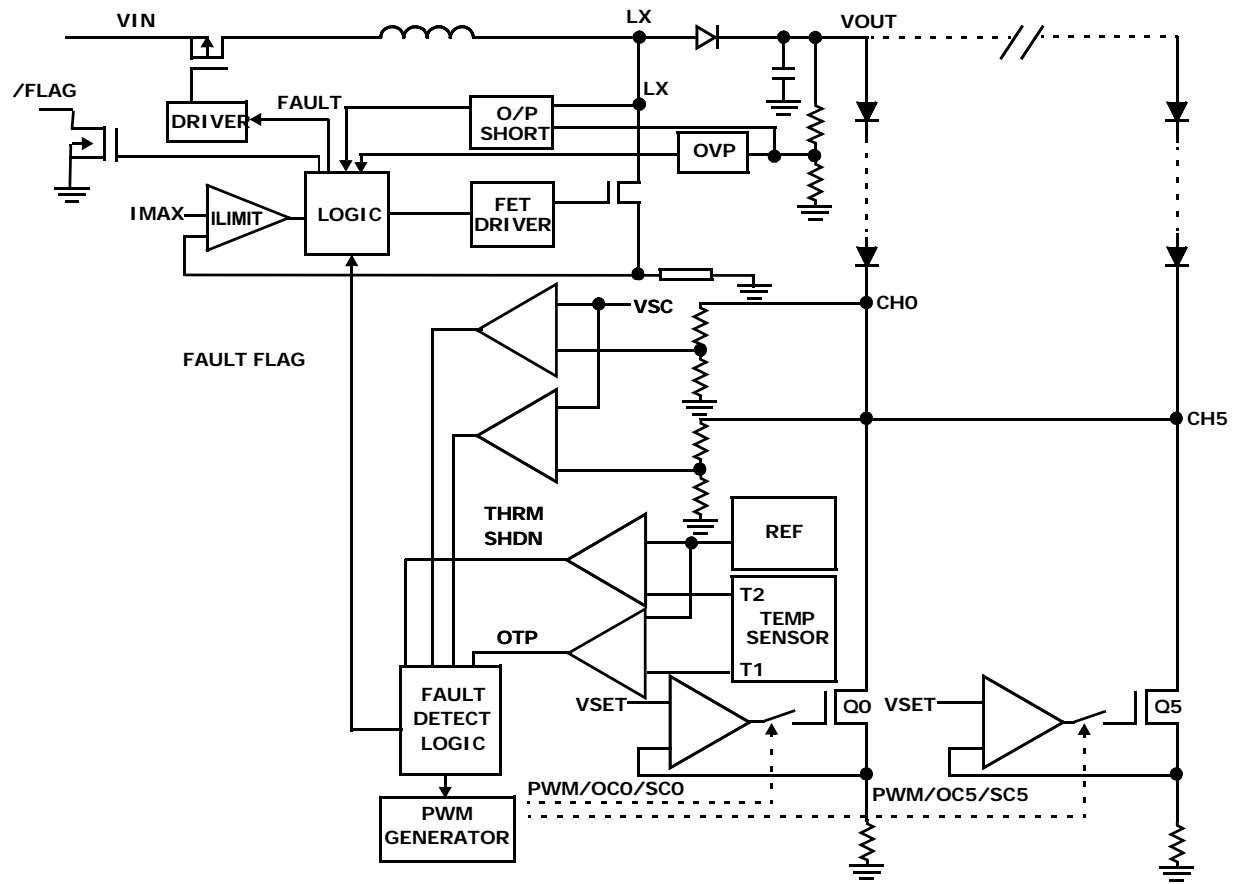 VIN
LX
VOUT
/FLAG
FAULT
LX
DRIVER
O/P
SHORT
OVP
IMAX
ILIMIT
LOGIC
FET
DRIVER
VSC
CH0
FAULT FLAG
CH5
THRM
SHDN
REF
T2
TEMP
SENSOR
OTP
T1
FAULT
DETECT
LOGIC
VSET
Q0
VSET
Q5
PWM/OC0/SC0
PWM/OC5/SC5
PWM
GENERATOR